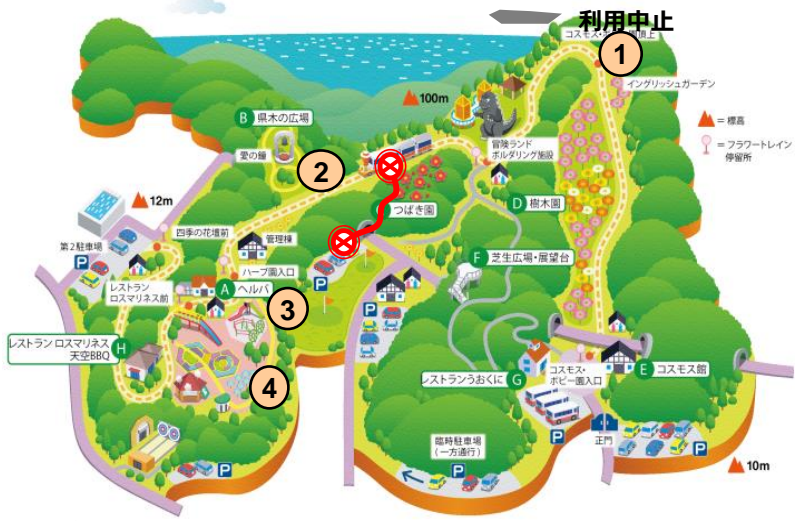 利用中止
コスモス・ポピー園頂上
1
イングリッシュガーデン
100m
= 標高
= フラワートレイン
停留所
B 県木の広場
愛の鐘
2
冒険ランド
ボルダリング施設
12m
つばき園
D 樹木園
四季の花壇前
管理棟
第2駐車場
P
F 芝生広場・展望台
ハーブ園入口
レストラン
ロスマリネス前
A ヘルバ
P
3
P
レストラン ロスマリネス
天空BBQ
H
4
レストランうおくに G
コスモス・
ポピー園入口
E コスモス館
臨時駐車場
(一方通行)
P
P
正門
P
P
10m